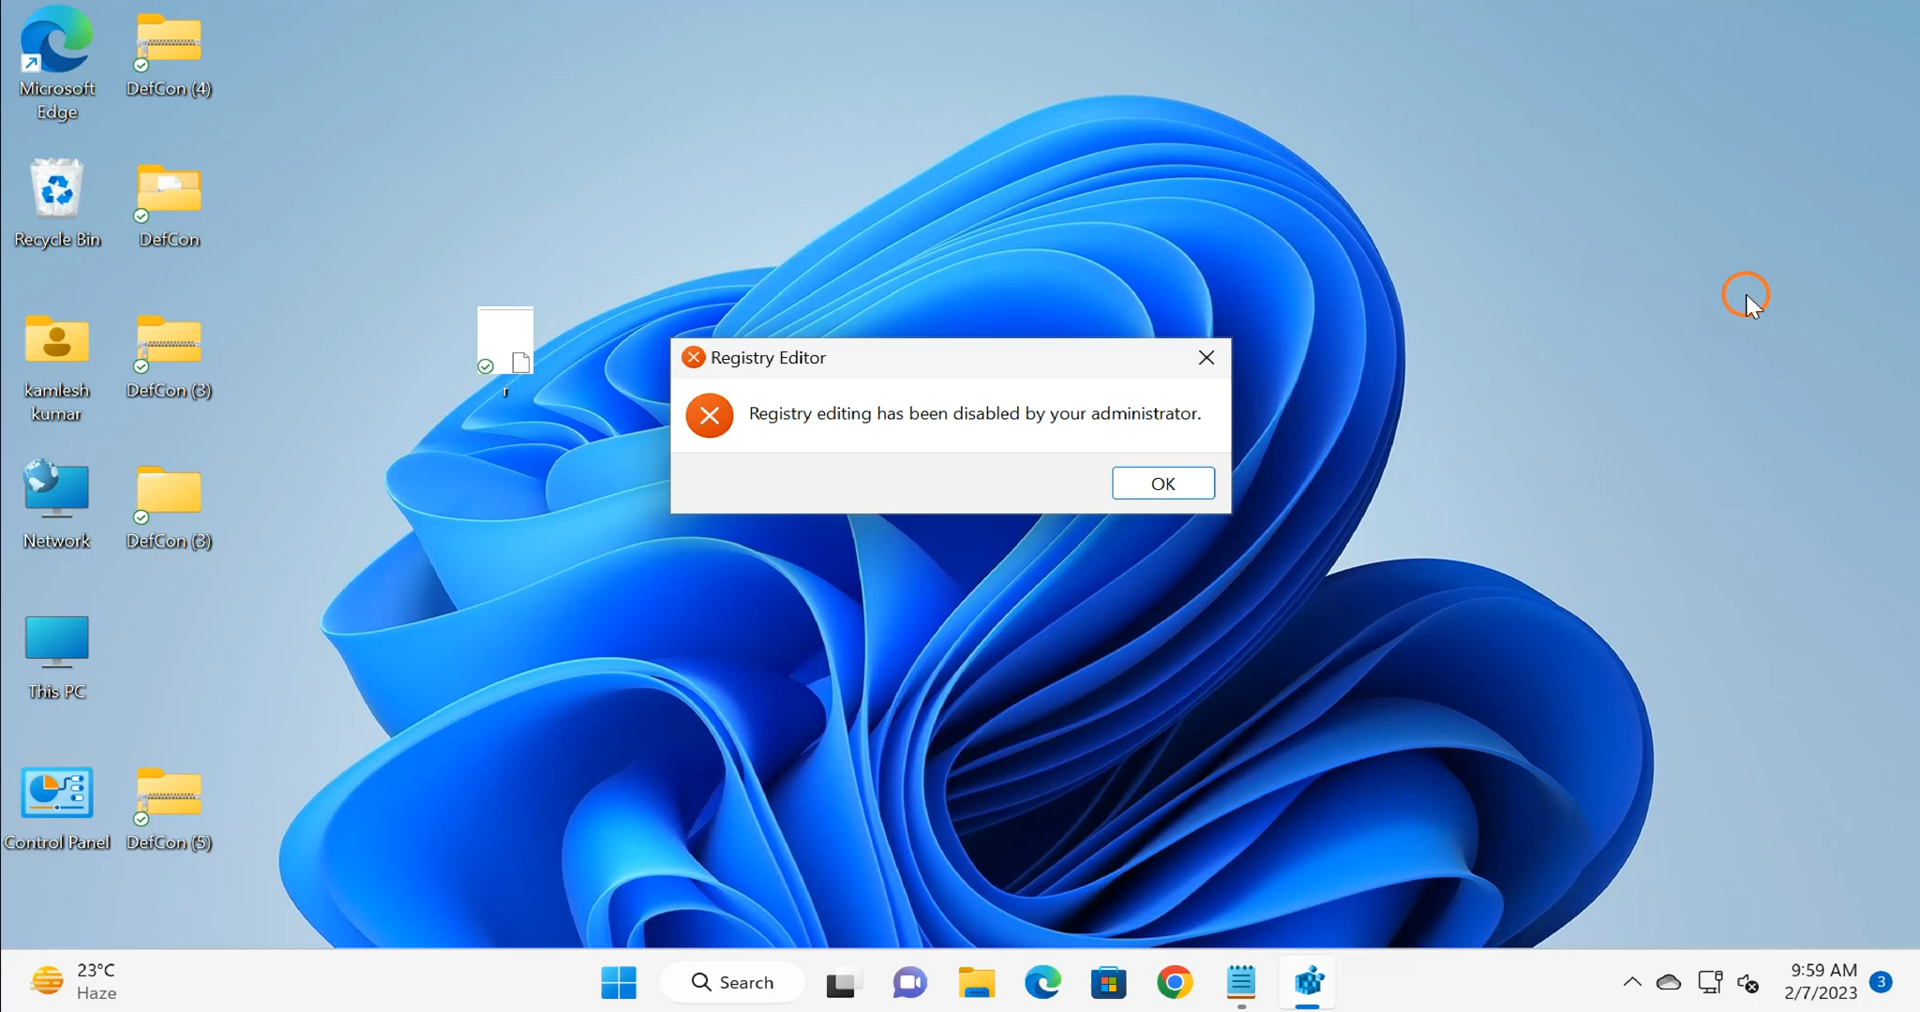 Microsoft
Edge
DefCon (4)
Recycle Bin
DefCon
kamlesh
kumar
DefCon (3)
r
Network
DefCon (3)
This PC
Control Panel
DefCon (5)
Registry Editor
Registry editing has been disabled by your administrator.
OK
23°C
Haze
Search
9:59 AM
2/7/2023
3